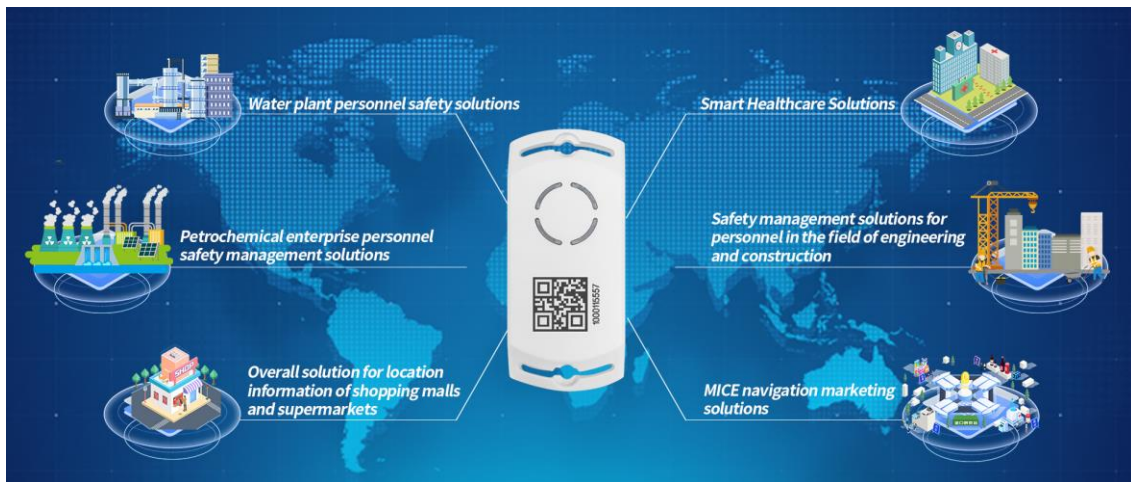 Water plant personnel safety solutions
Smart Healthcare Solutions
Petrochemical enterprise personnel
safety management solutions
Safety management solutions for
personnel in the field of engineering
and construction
1000115557
Overall solution for location
information of shopping malls
and supermarkets
SHOP
MICE navigation marketing
solutions